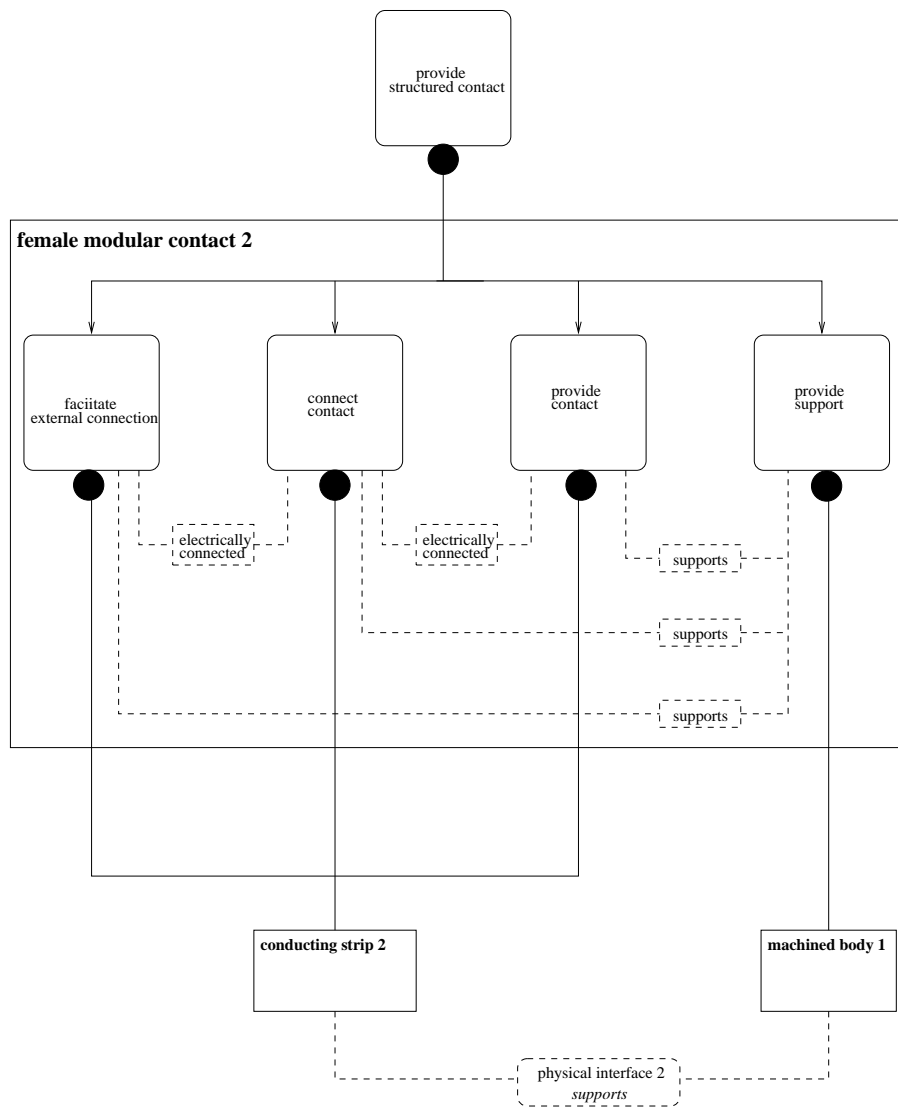 provide
structured contact
female modular contact 2
faciitate
external connection
connect
contact
provide
contact
provide
support
electrically
connected
electrically
connected
supports
supports
supports
conducting strip 2
machined body 1
physical interface 2
supports